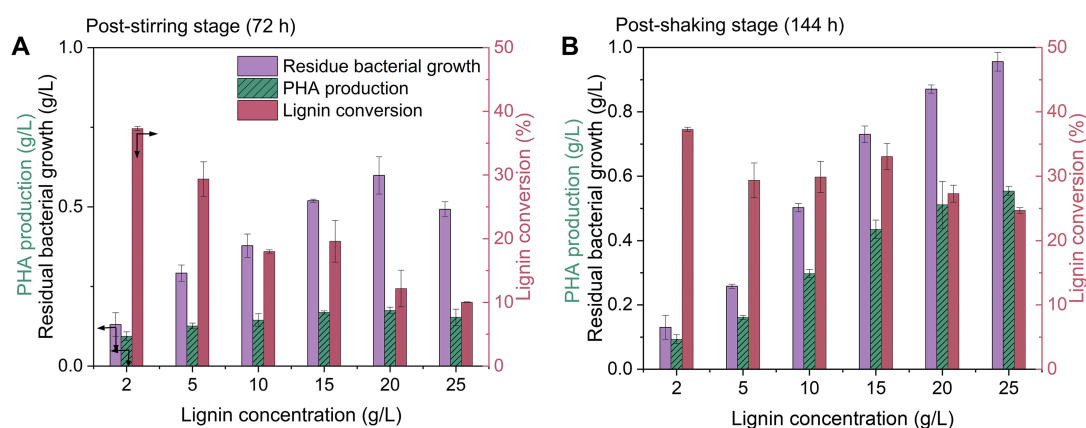 Post-stirring stage (72 h)
A
PHA production (g/L)
Residual bacterial growth (g/L)
1.0
0.5
0.0
Residue bacterial growth
PHA production
Lignin conversion
50
40
30
20
10
0
Lignin conversion (%)
2 5 10 15 20 25
Lignin concentration (g/L)
Post-shaking stage (144 h)
B
PHA production (g/L)
Residual bacterial growth (g/L)
1.0
0.8
0.6
0.4
0.2
0.0
50
40
30
20
10
0
Lignin conversion (%)
2 5 10 15 20 25
Lignin concentration (g/L)